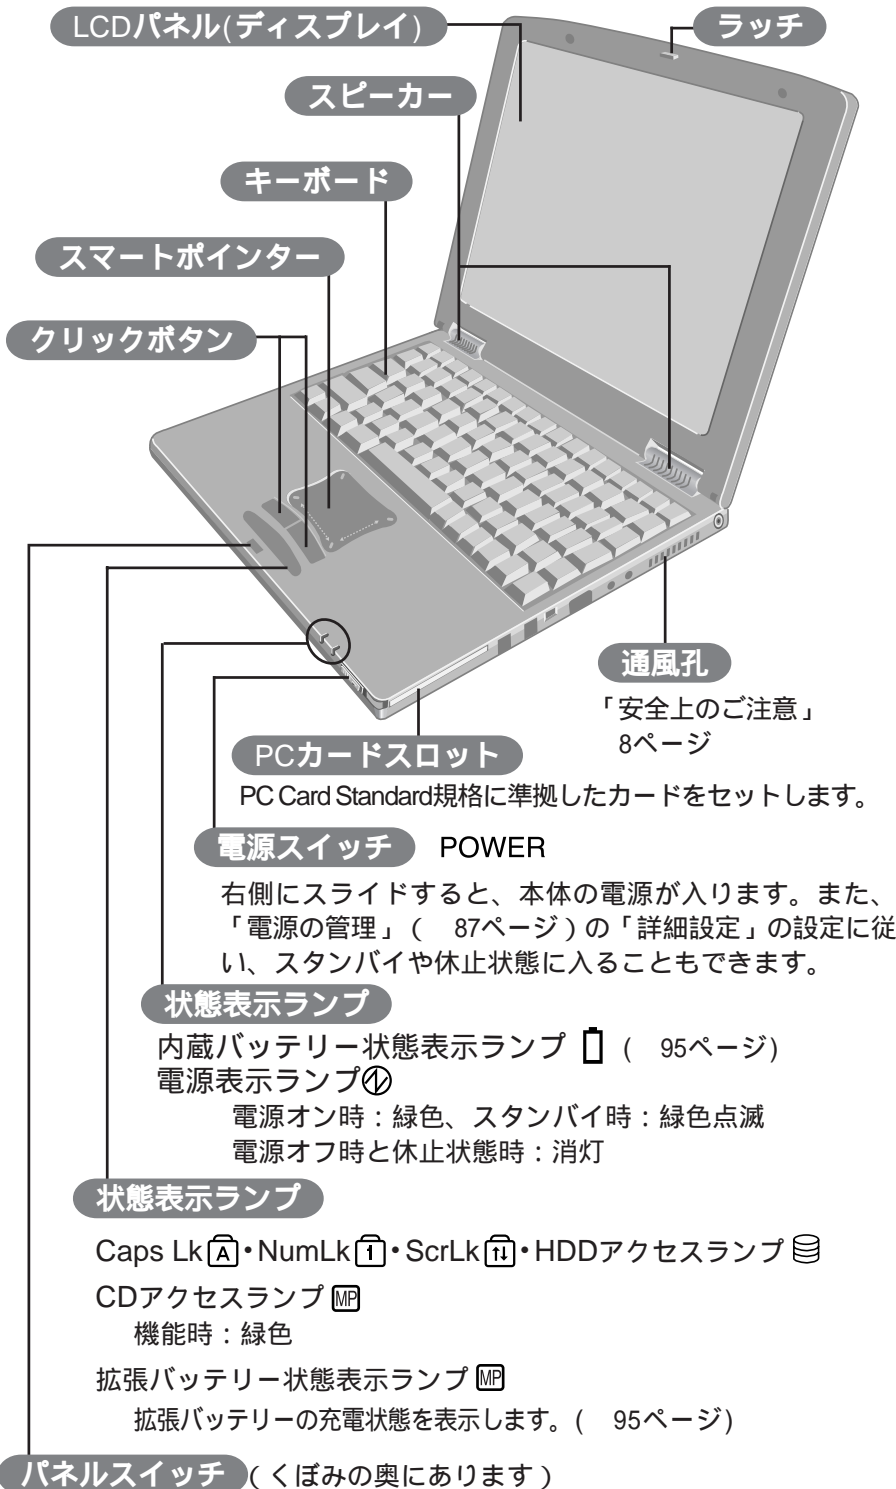 LCDパネル(ディスプレイ)
ラッチ
スピーカー
キーボード
スマートポインター
クリックボタン
通風孔
「安全上のご注意」
8ページ
PCカードスロット
PC Card Standard規格に準拠したカードをセットします。
電源スイッチ POWER
右側にスライドすると、本体の電源が入ります。また、
「電源の管理」( 87ページ)の「詳細設定」の設定に従
い、スタンバイや休止状態に入ることもできます。
状態表示ランプ
内蔵バッテリー状態表示ランプ ( 95ページ)
電源表示ランプ
電源オン時：緑色、スタンバイ時：緑色点滅
電源オフ時と休止状態時：消灯
状態表示ランプ
Caps Lk A・NumLk 1・ScrLk ↑↓・HDDアクセスランプ
CDアクセスランプ MP
機能時：緑色
拡張バッテリー状態表示ランプ MP
拡張バッテリーの充電状態を表示します。( 95ページ)
パネルスイッチ(くぼみの奥にあります)